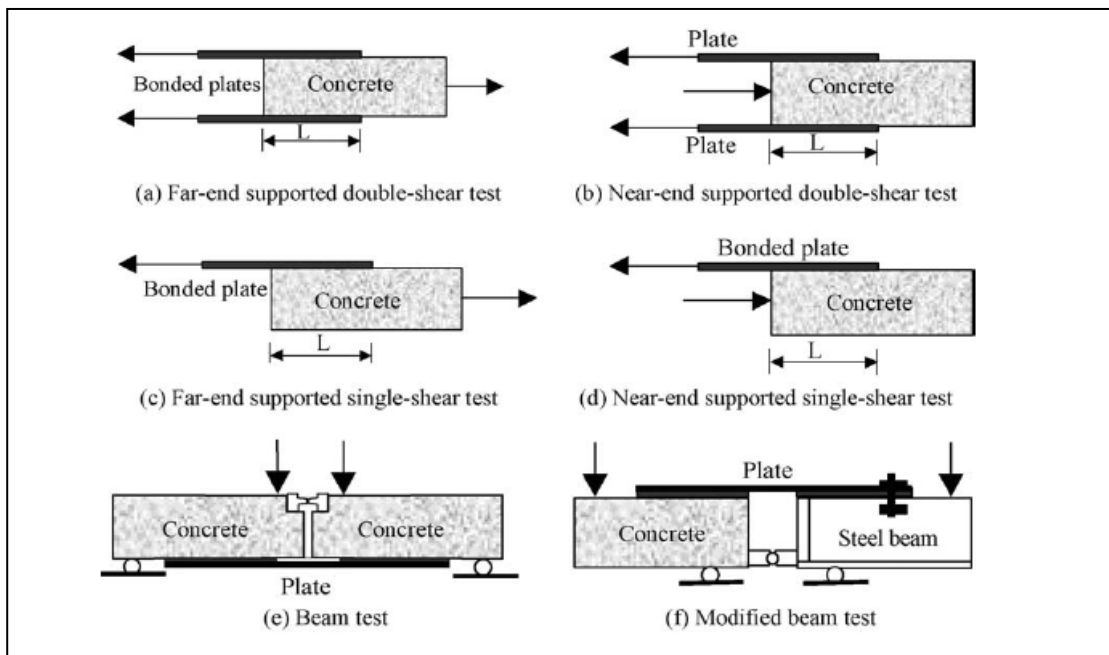 Bonded plates
Concrete
L
(a) Far-end supported double-shear test
Plate
Concrete
Plate
L
(b) Near-end supported double-shear test
Bonded plate
Concrete
L
(c) Far-end supported single-shear test
Bonded plate
Concrete
L
(d) Near-end supported single-shear test
Concrete
Concrete
Plate
(e) Beam test
Plate
Concrete
Steel beam
(f) Modified beam test